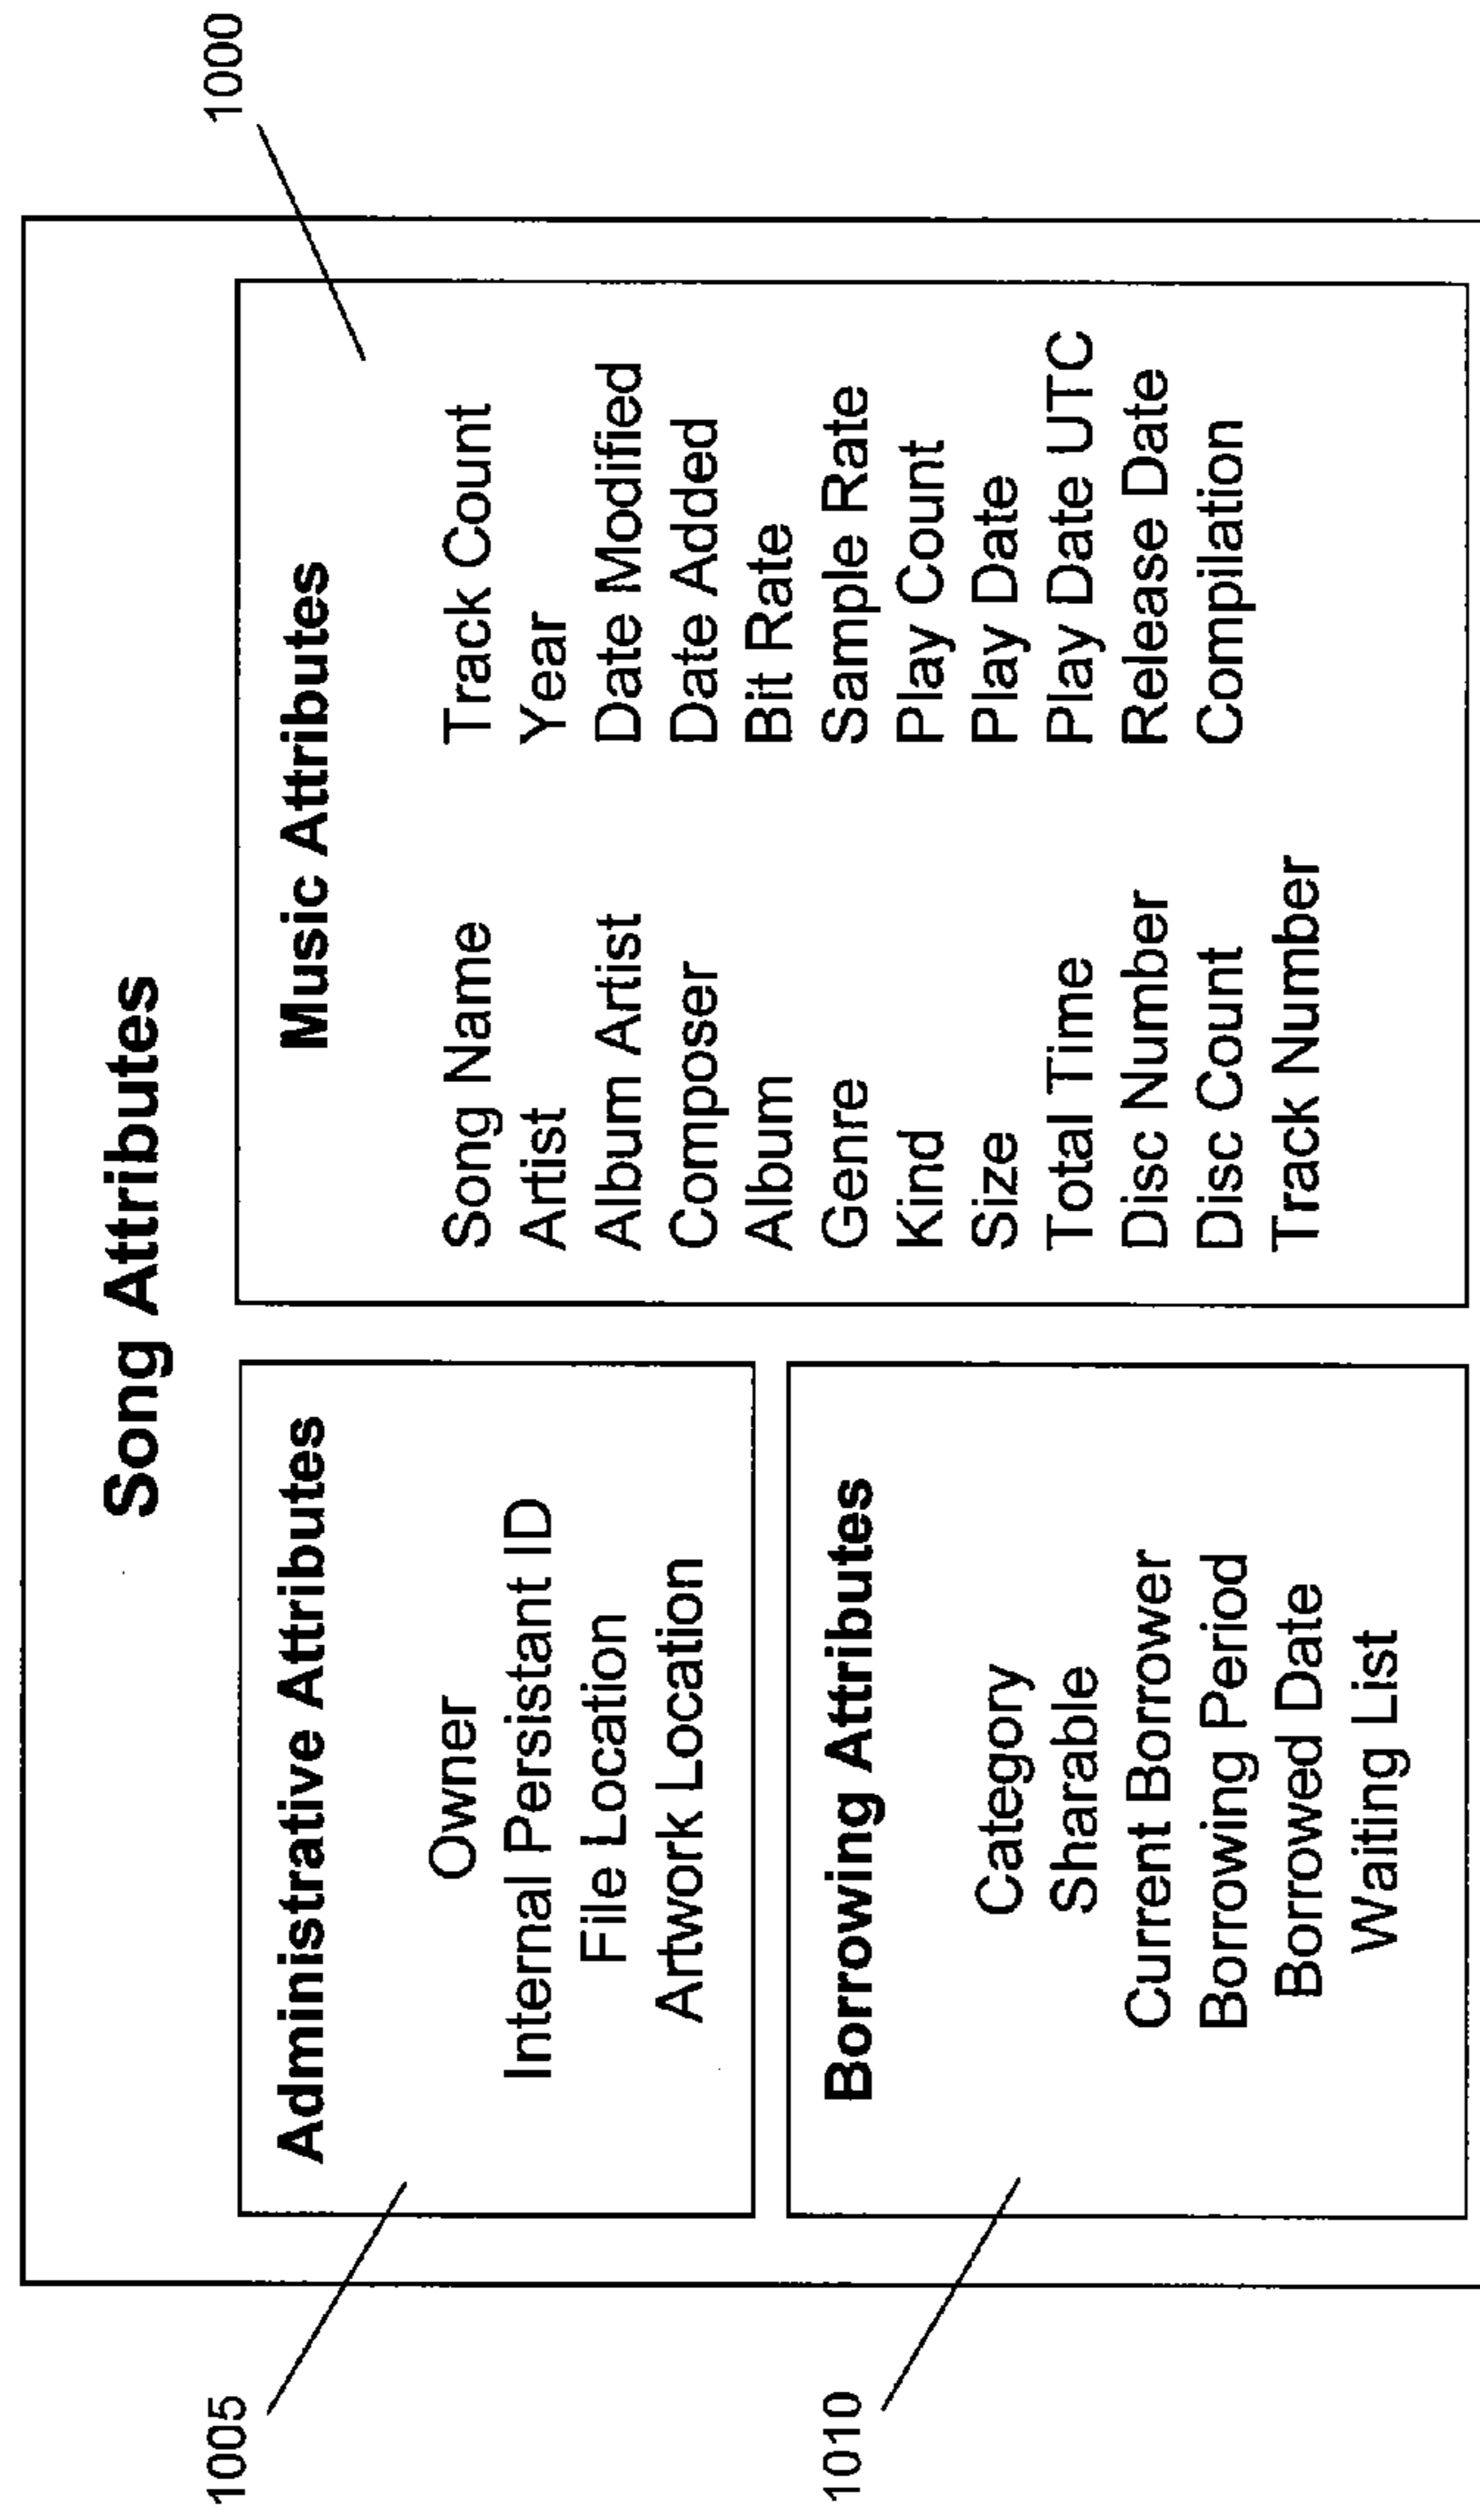 Song Attributes
1005
Administrative Attributes
Owner
Internal Persistant ID
File Location
Artwork Location
1010
Borrowing Attributes
Category
Sharable
Current Borrower
Borrowing Period
Borrowed Date
Waiting List
1000
Music Attributes
Song Name
Artist
Album Artist
Composer
Album
Genre
Kind
Size
Total Time
Disc Number
Disc Count
Track Number
Track Count
Year
Date Modified
Date Added
Bit Rate
Sample Rate
Play Count
Play Date
Play Date UTC
Release Date
Compilation